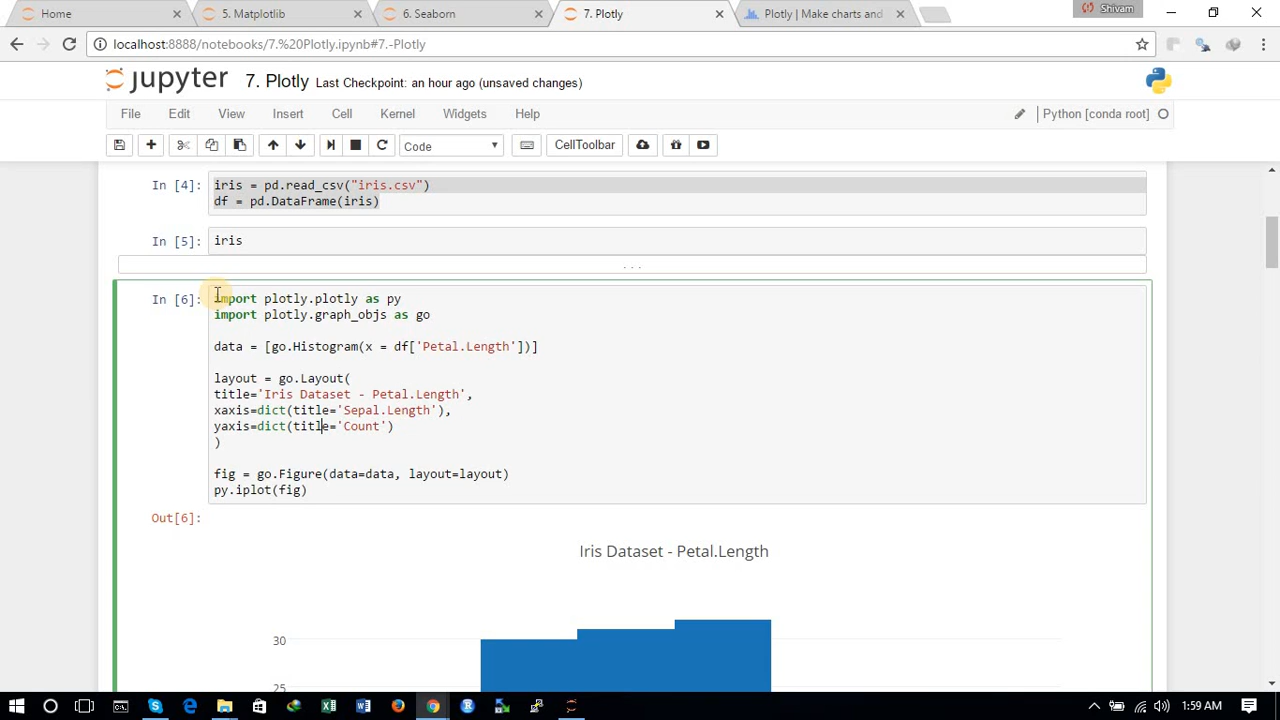 Home
5. Matplotlib
6. Seaborn
7. Plotly
Plotly | Make charts and
Shivam
localhost:8888/notebooks/7.%20Plotly.ipynb#7.-Plotly
jupyter 7. Plotly Last Checkpoint: an hour ago (unsaved changes)
File Edit View Insert Cell Kernel Widgets Help
Python [conda root]
Code
CellToolbar
In [4]: iris = pd.read_csv("iris.csv")
df = pd.DataFrame(iris)
In [5]: iris
...
In [6]: import plotly.plotly as py
import plotly.graph_objs as go
data = [go.Histogram(x = df['Petal.Length'])]
layout = go.Layout(
title='Iris Dataset - Petal.Length',
xaxis=dict(title='Sepal.Length'),
yaxis=dict(title='Count')
)
fig = go.Figure(data=data, layout=layout)
py.iplot(fig)
Out[6]:
Iris Dataset - Petal.Length
30
25
1:59 AM